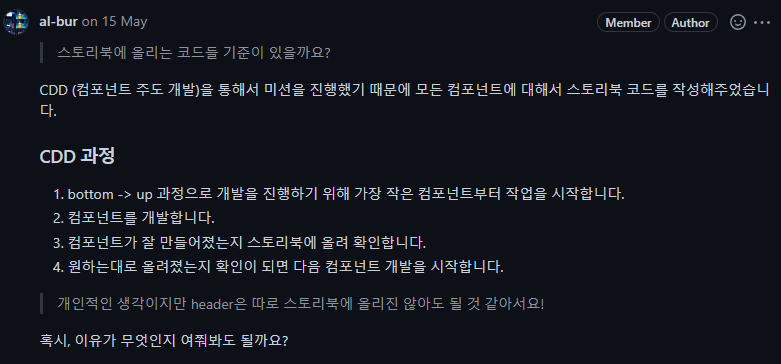 al-bur on 15 May
Member
Author
스토리북에 올리는 코드들 기준이 있을까요?
CDD (컴포넌트 주도 개발)을 통해서 미션을 진행했기 때문에 모든 컴포넌트에 대해서 스토리북 코드를 작성해주었습니
다.
CDD 과정
1. bottom -> up 과정으로 개발을 진행하기 위해 가장 작은 컴포넌트부터 작업을 시작합니다.
2. 컴포넌트를 개발합니다.
3. 컴포넌트가 잘 만들어졌는지 스토리북에 올려 확인합니다.
4. 원하는대로 올려졌는지 확인이 되면 다음 컴포넌트 개발을 시작합니다.
개인적인 생각이지만 header은 따로 스토리북에 올리진 않아도 될 것 같아서요!
혹시, 이유가 무엇인지 여쭤봐도 될까요?